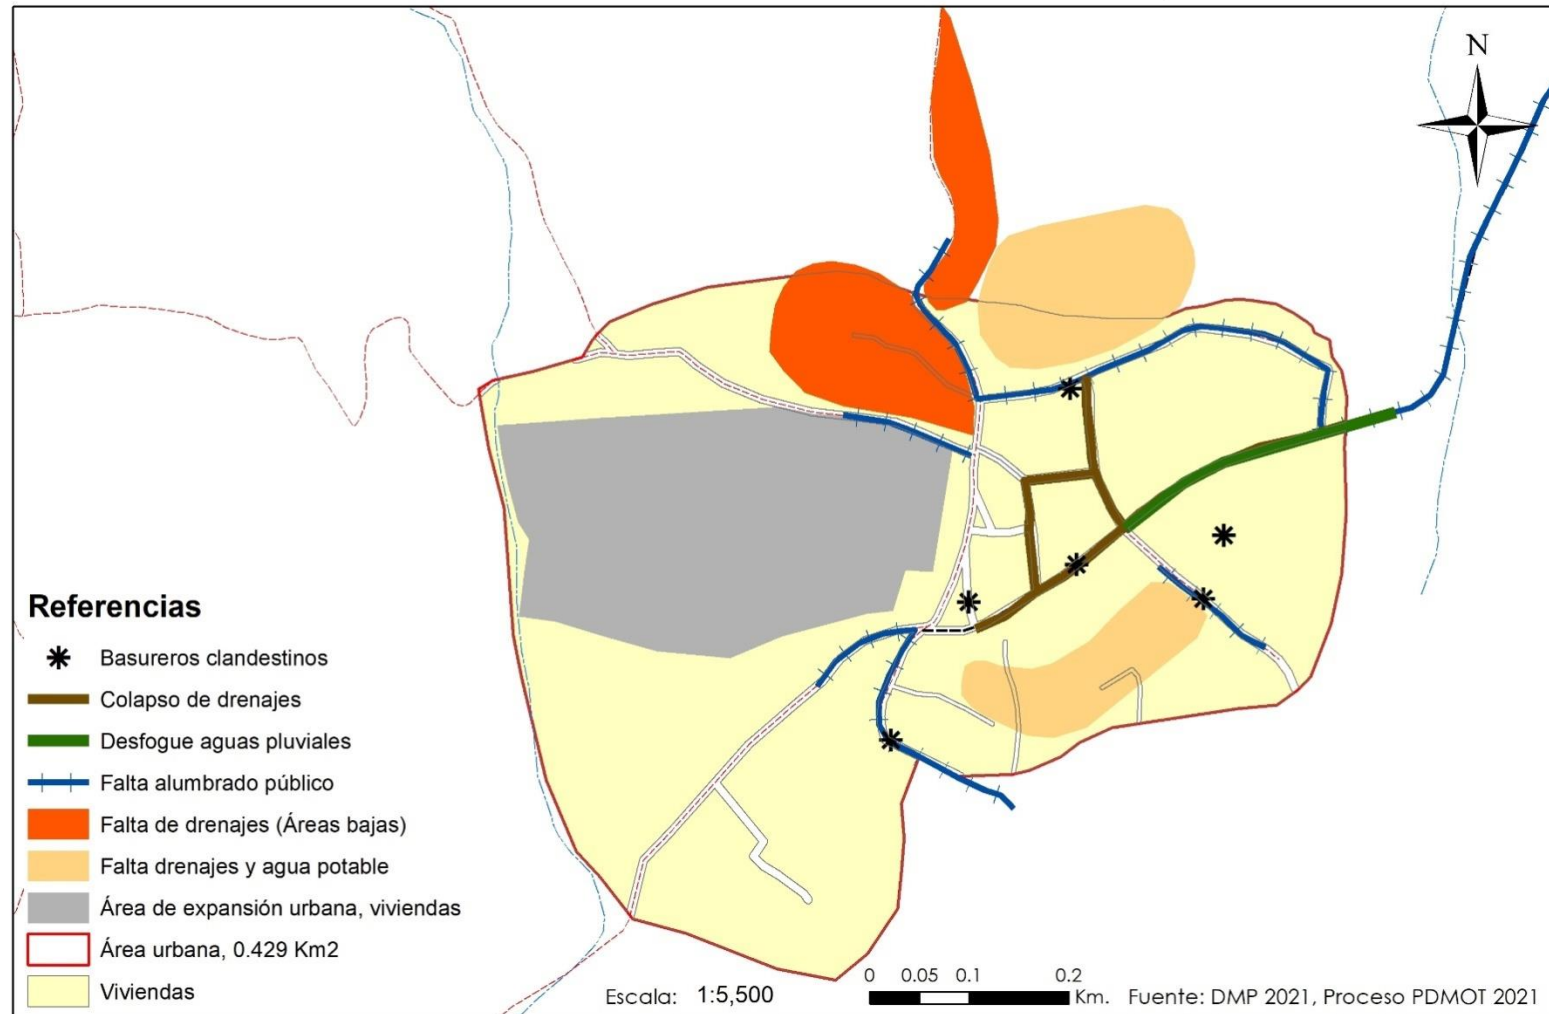 N
Referencias
Basureros clandestinos
Colapso de drenajes
Desfogue aguas pluviales
Falta alumbrado público
Falta de drenajes (Áreas bajas)
Falta drenajes y agua potable
Área de expansión urbana, viviendas
Área urbana, 0.429 Km2
Viviendas
Escala: 1:5,500
0 0.05 0.1 0.2
Km.
Fuente: DMP 2021, Proceso PDMOT 2021